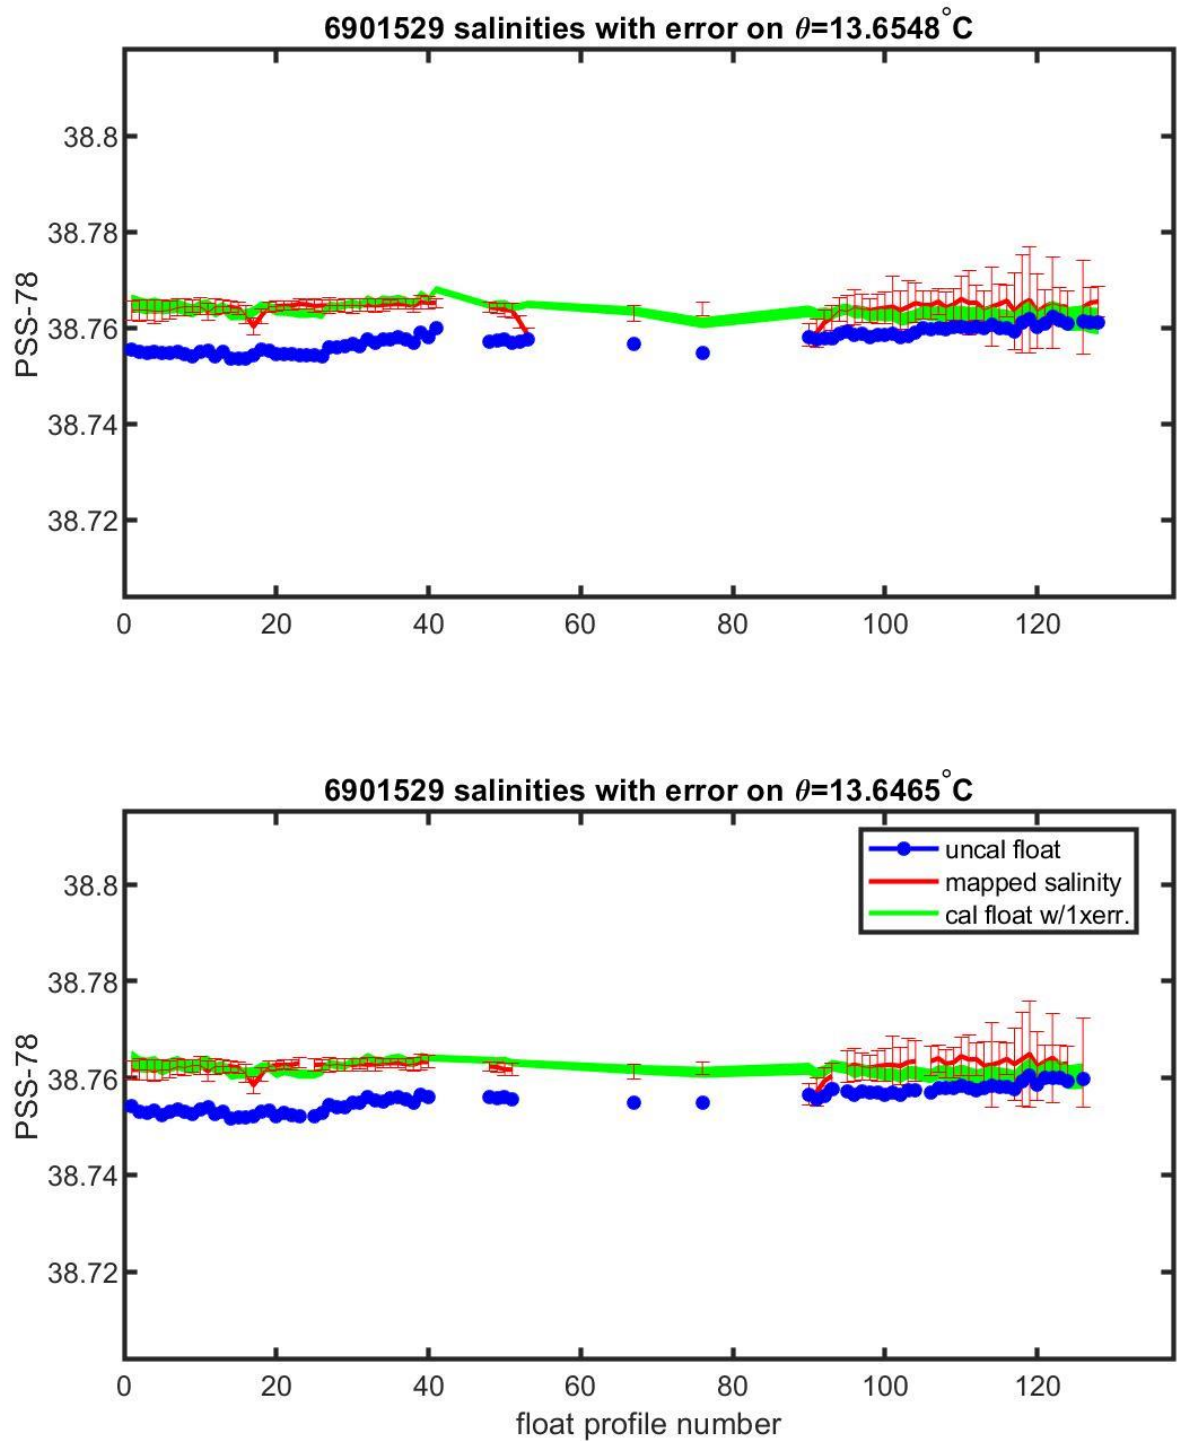 6901529 salinities with error on θ=13.6548°C
PSS-78
38.8
38.78
38.76
38.74
38.72
0 20 40 60 80 100 120
6901529 salinities with error on θ=13.6465°C
uncal float
mapped salinity
cal float w/1xerr.
PSS-78
38.8
38.78
38.76
38.74
38.72
0 20 40 60 80 100 120
float profile number